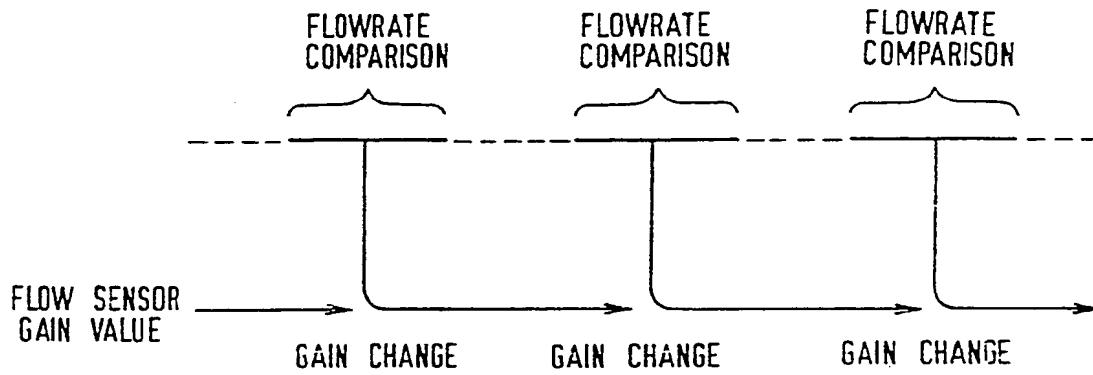 FLOWRATE
COMPARISON
FLOWRATE
COMPARISON
FLOWRATE
COMPARISON
FLOW SENSOR
GAIN VALUE
GAIN CHANGE
GAIN CHANGE
GAIN CHANGE